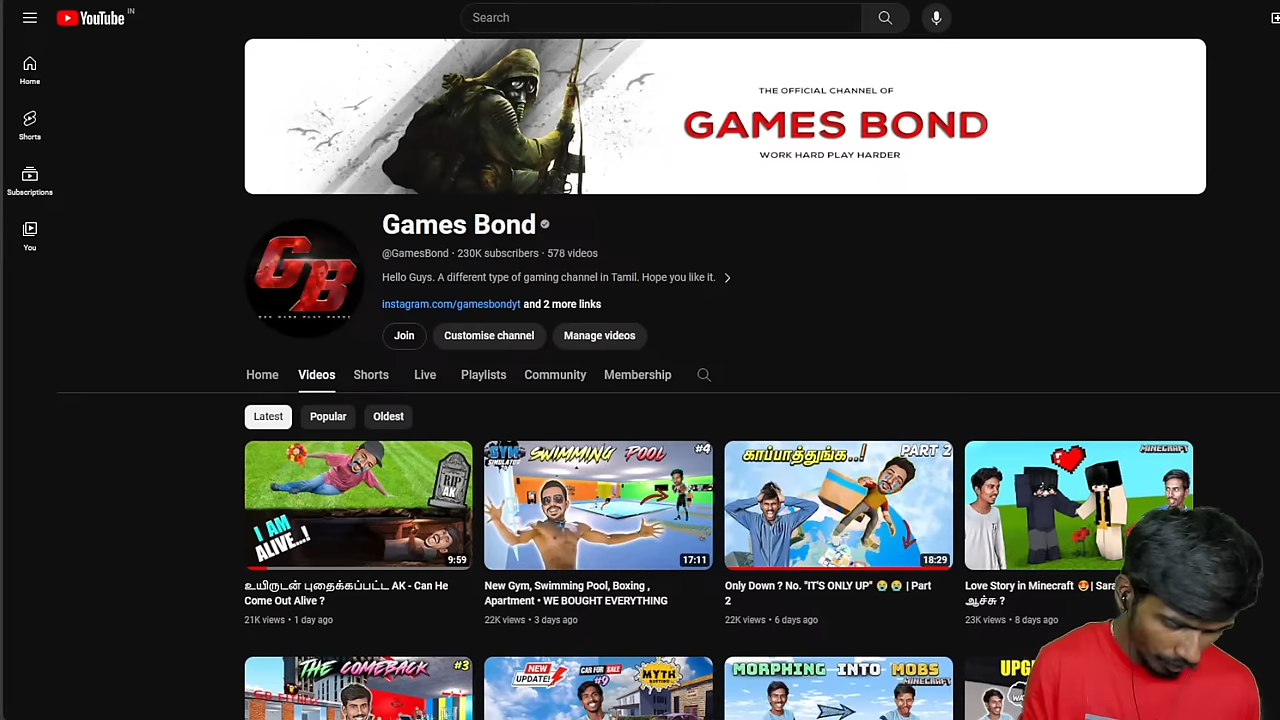 YouTube IN
Search
Home
Shorts
Subscriptions
You
THE OFFICIAL CHANNEL OF
GAMES BOND
WORK HARD PLAY HARDER
GB
Games Bond
@GamesBond · 230K subscribers · 578 videos
Hello Guys. A different type of gaming channel in Tamil. Hope you like it.
instagram.com/gamesbondyt and 2 more links
Join Customise channel Manage videos
Home Videos Shorts Live Playlists Community Membership
Latest Popular Oldest
RIP
AK
I AM
ALIVE...!
9:59
GYM
SIMULATOR
SWIMMING POOL
#4
17:11
காப்பாத்துங்க..!
PART 2
18:29
MINECRAFT
உயிருடன் புதைக்கப்பட்ட AK - Can He
Come Out Alive ?
21K views · 1 day ago
New Gym, Swimming Pool, Boxing ,
Apartment • WE BOUGHT EVERYTHING
22K views · 3 days ago
Only Down ? No. "IT'S ONLY UP" 😭 😭 | Part
2
22K views · 6 days ago
Love Story in Minecraft 😍| Sara
ஆச்சு ?
23K views · 8 days ago
THE COMEBACK
#3
NEW
UPDATE!
CAR FOR SALE
#9
MYTH
BUSTING
MORPHING INTO MOBS
MINECRAFT